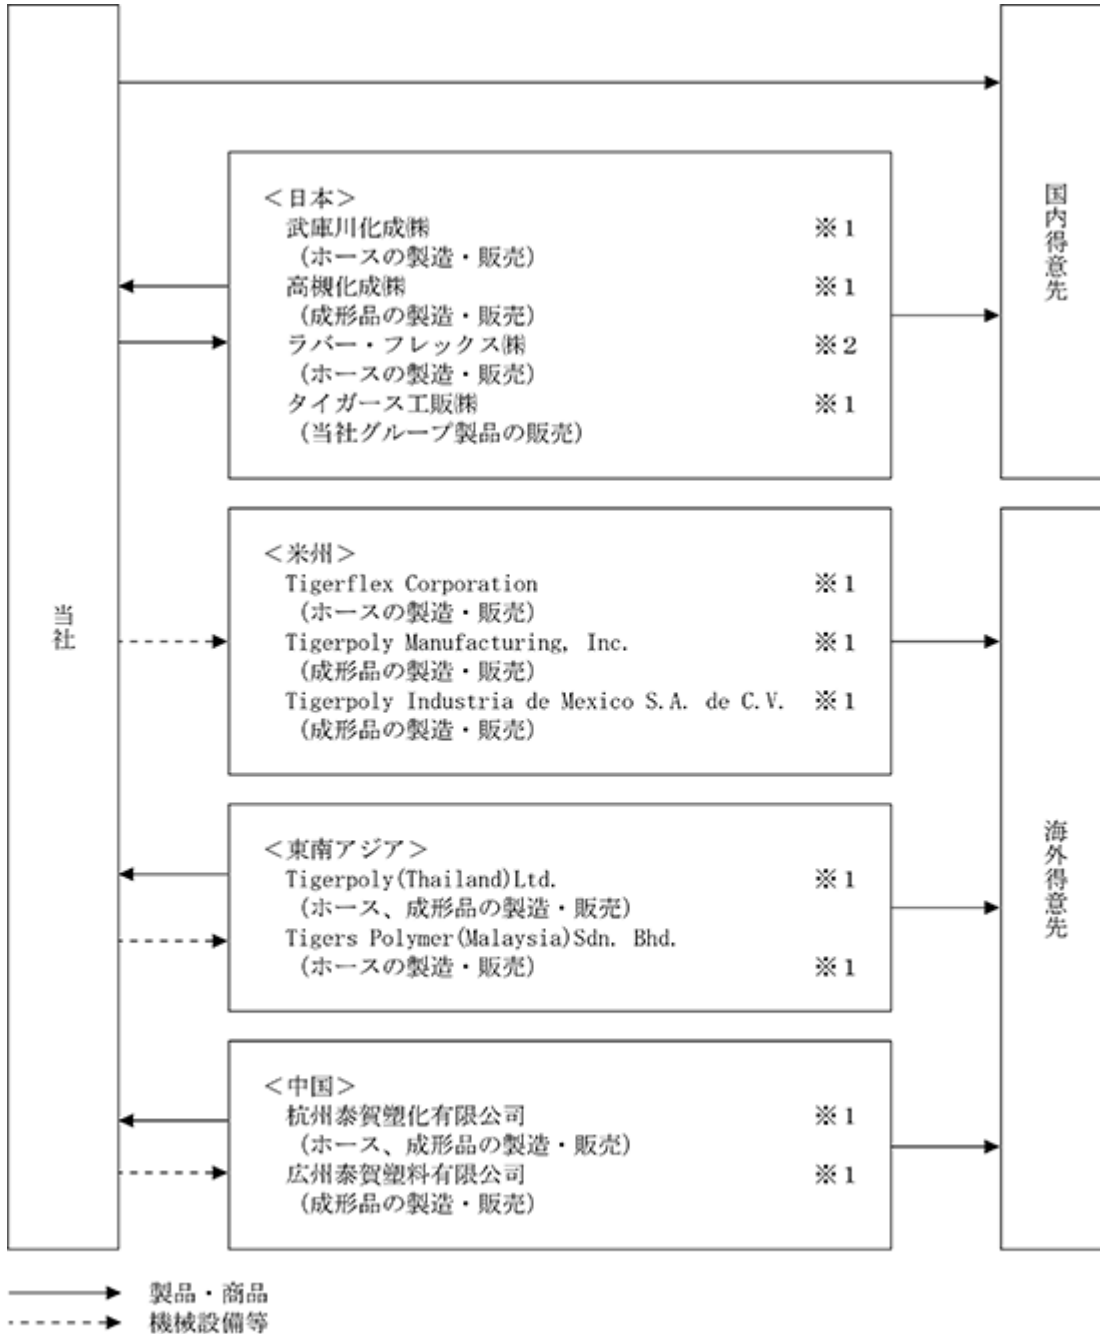 当社
＜日本＞
武庫川化成㈱ ※１
（ホースの製造・販売）
高槻化成㈱ ※１
（成形品の製造・販売）
ラバー・フレックス㈱ ※２
（ホースの製造・販売）
タイガース工販㈱ ※１
（当社グループ製品の販売）
国内得意先
＜米州＞
Tigerflex Corporation ※１
（ホースの製造・販売）
Tigerpoly Manufacturing, Inc. ※１
（成形品の製造・販売）
Tigerpoly Industria de Mexico S.A. de C.V. ※１
（成形品の製造・販売）
＜東南アジア＞
Tigerpoly(Thailand)Ltd. ※１
（ホース、成形品の製造・販売）
Tigers Polymer(Malaysia)Sdn. Bhd.
（ホースの製造・販売） ※１
＜中国＞
杭州泰賀塑化有限公司 ※１
（ホース、成形品の製造・販売）
広州泰賀塑料有限公司 ※１
（成形品の製造・販売）
海外得意先
製品・商品
機械設備等